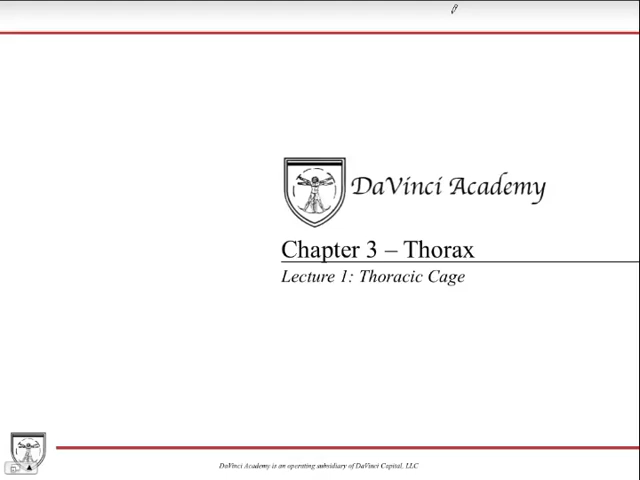 DaVinci Academy
Chapter 3 – Thorax
Lecture 1: Thoracic Cage
DaVinci Academy is an operating subsidiary of DaVinci Capital, LLC